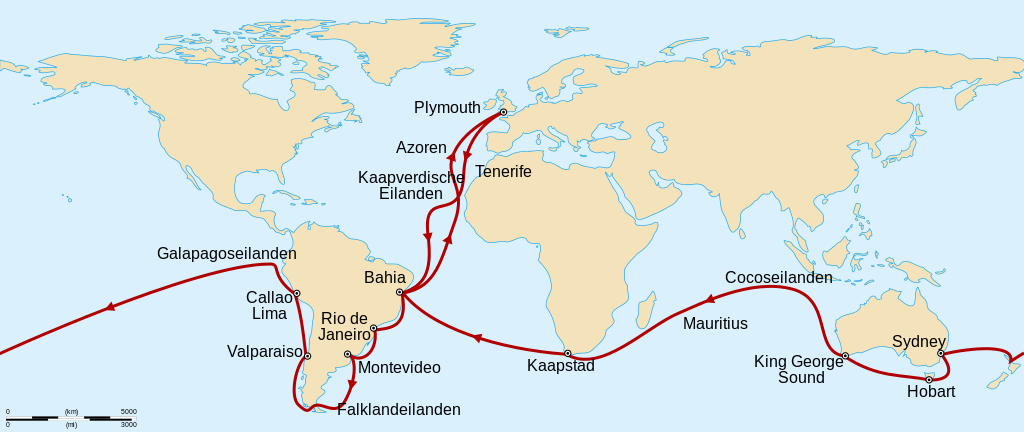 Plymouth
Azoren
Kaapverdische
Eilanden
Tenerife
Galapagoseilanden
Bahia
Cocoseilanden
Callao
Lima
Rio de
Janeiro
Mauritius
Sydney
Valparaiso
Montevideo
Kaapstad
King George
Sound
Hobart
Falklandeilanden
0 (km) 5000
0 (mi) 3000